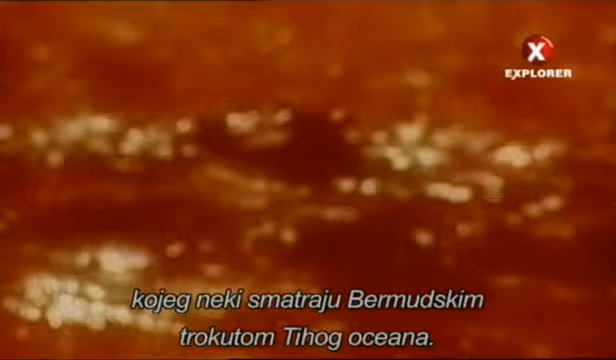 X
EXPLORER
kojeg neki smatraju Bermudskim
trokutom Tihog oceana.